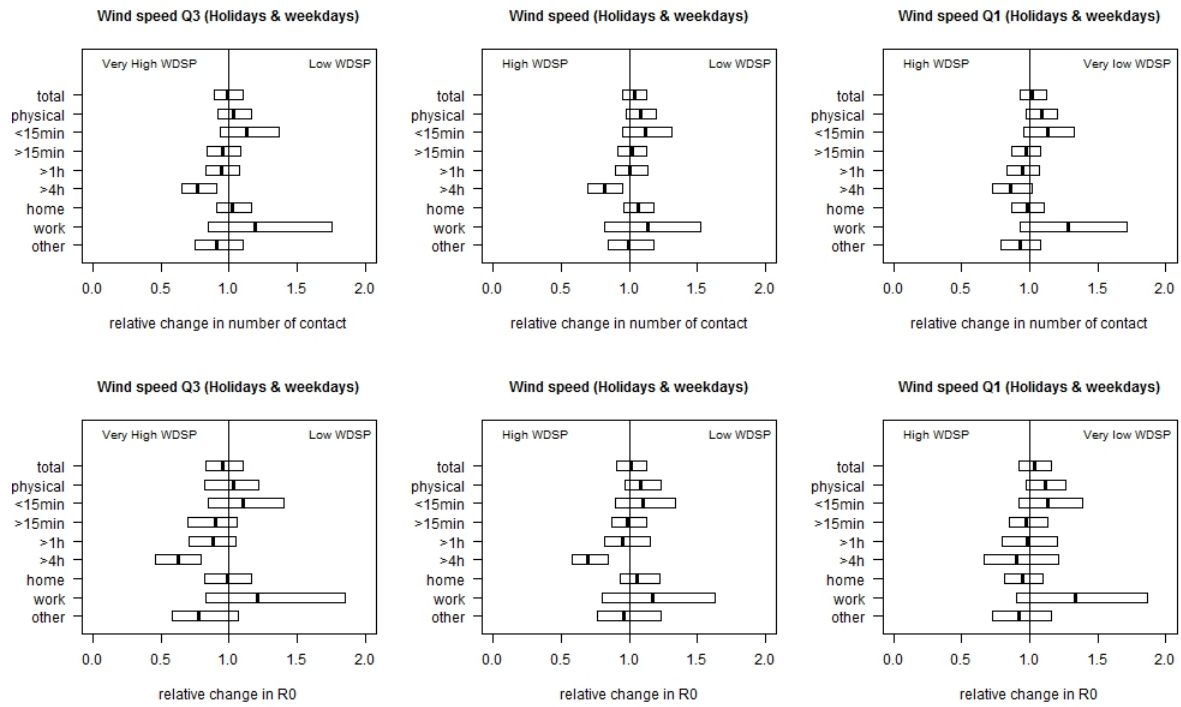 Wind speed Q3 (Holidays & weekdays)
Very High WDSP
Low WDSP
total
physical
<15min
>15min
>1h
>4h
home
work
other
0.0 0.5 1.0 1.5 2.0
relative change in number of contact
Wind speed (Holidays & weekdays)
High WDSP
Low WDSP
total
physical
<15min
>15min
>1h
>4h
home
work
other
0.0 0.5 1.0 1.5 2.0
relative change in number of contact
Wind speed Q1 (Holidays & weekdays)
High WDSP
Very low WDSP
total
physical
<15min
>15min
>1h
>4h
home
work
other
0.0 0.5 1.0 1.5 2.0
relative change in number of contact
Wind speed Q3 (Holidays & weekdays)
Very High WDSP
Low WDSP
total
physical
<15min
>15min
>1h
>4h
home
work
other
0.0 0.5 1.0 1.5 2.0
relative change in R0
Wind speed (Holidays & weekdays)
High WDSP
Low WDSP
total
physical
<15min
>15min
>1h
>4h
home
work
other
0.0 0.5 1.0 1.5 2.0
relative change in R0
Wind speed Q1 (Holidays & weekdays)
High WDSP
Very low WDSP
total
physical
<15min
>15min
>1h
>4h
home
work
other
0.0 0.5 1.0 1.5 2.0
relative change in R0